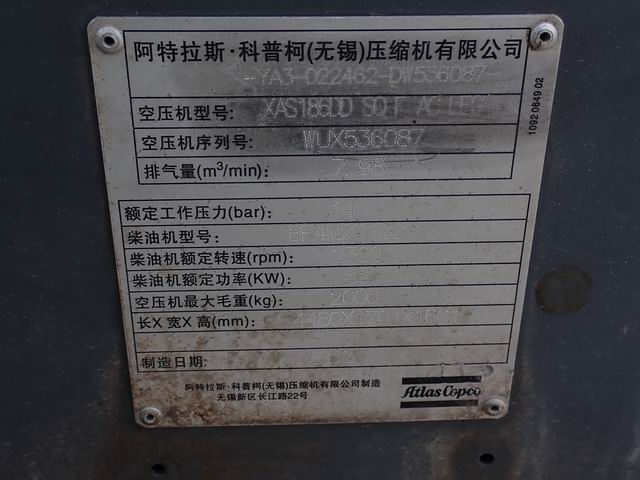 阿特拉斯·科普柯(无锡)压缩机有限公司
YA3-022462-DW536087
空压机型号: XAS186DD
空压机序列号: WUX536087
排气量(m³/min): 7,98
额定工作压力(bar): 14
柴油机型号:
柴油机额定转速(rpm):
柴油机额定功率(KW):
空压机最大毛重(kg): 2000
长X 宽X 高(mm):
制造日期:
阿特拉斯·科普柯(无锡)压缩机有限公司制造
无锡新区长江路22号
Atlas Copco
1092 0649 02